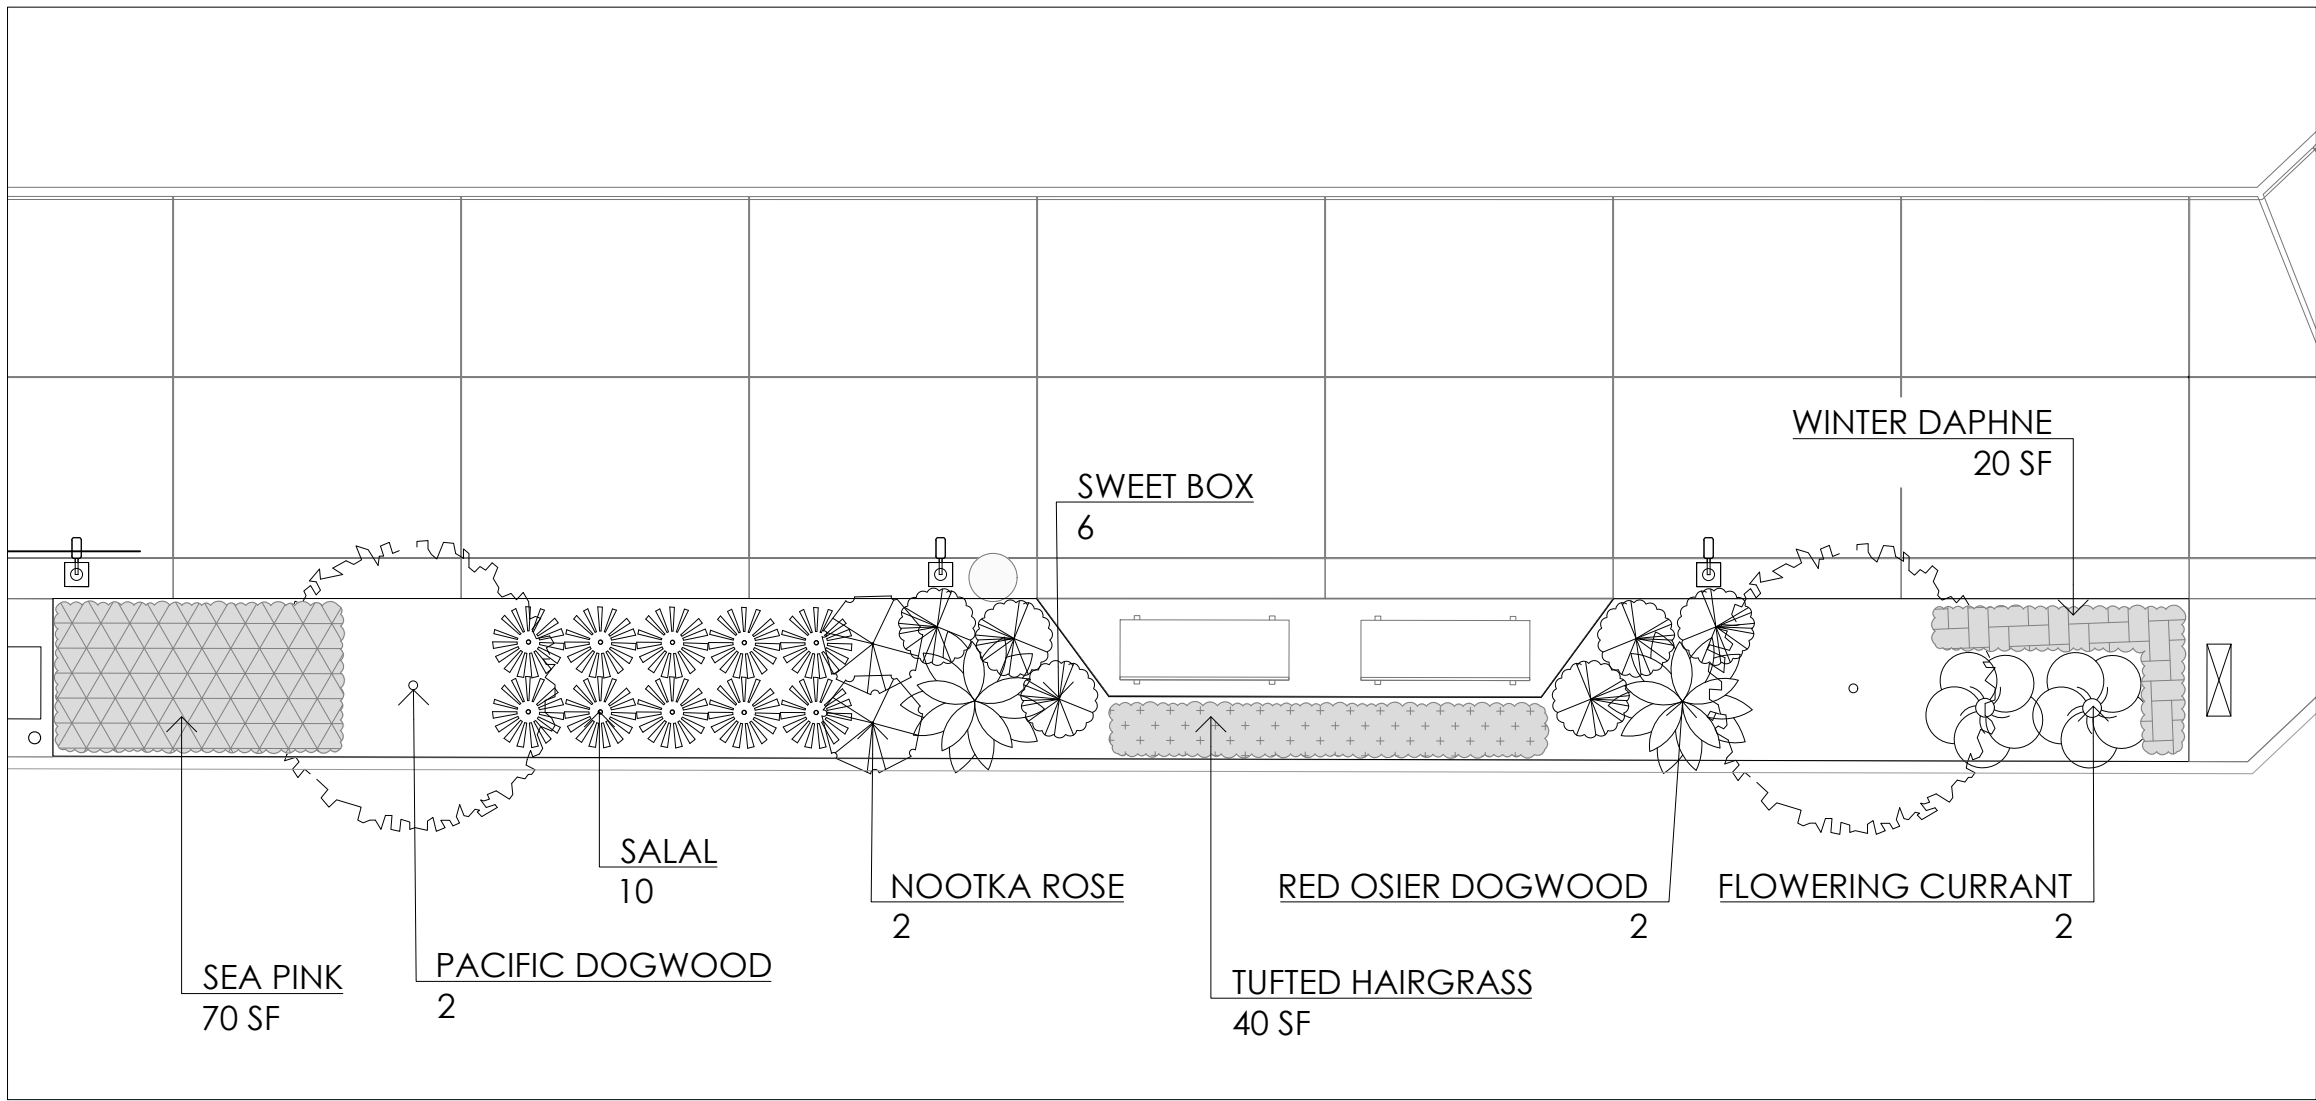 WINTER DAPHNE
20 SF
SWEET BOX
6
SALAL
10
NOOTKA ROSE
2
RED OSIER DOGWOOD
2
FLOWERING CURRANT
2
PACIFIC DOGWOOD
2
SEA PINK
70 SF
TUFTED HAIRGRASS
40 SF